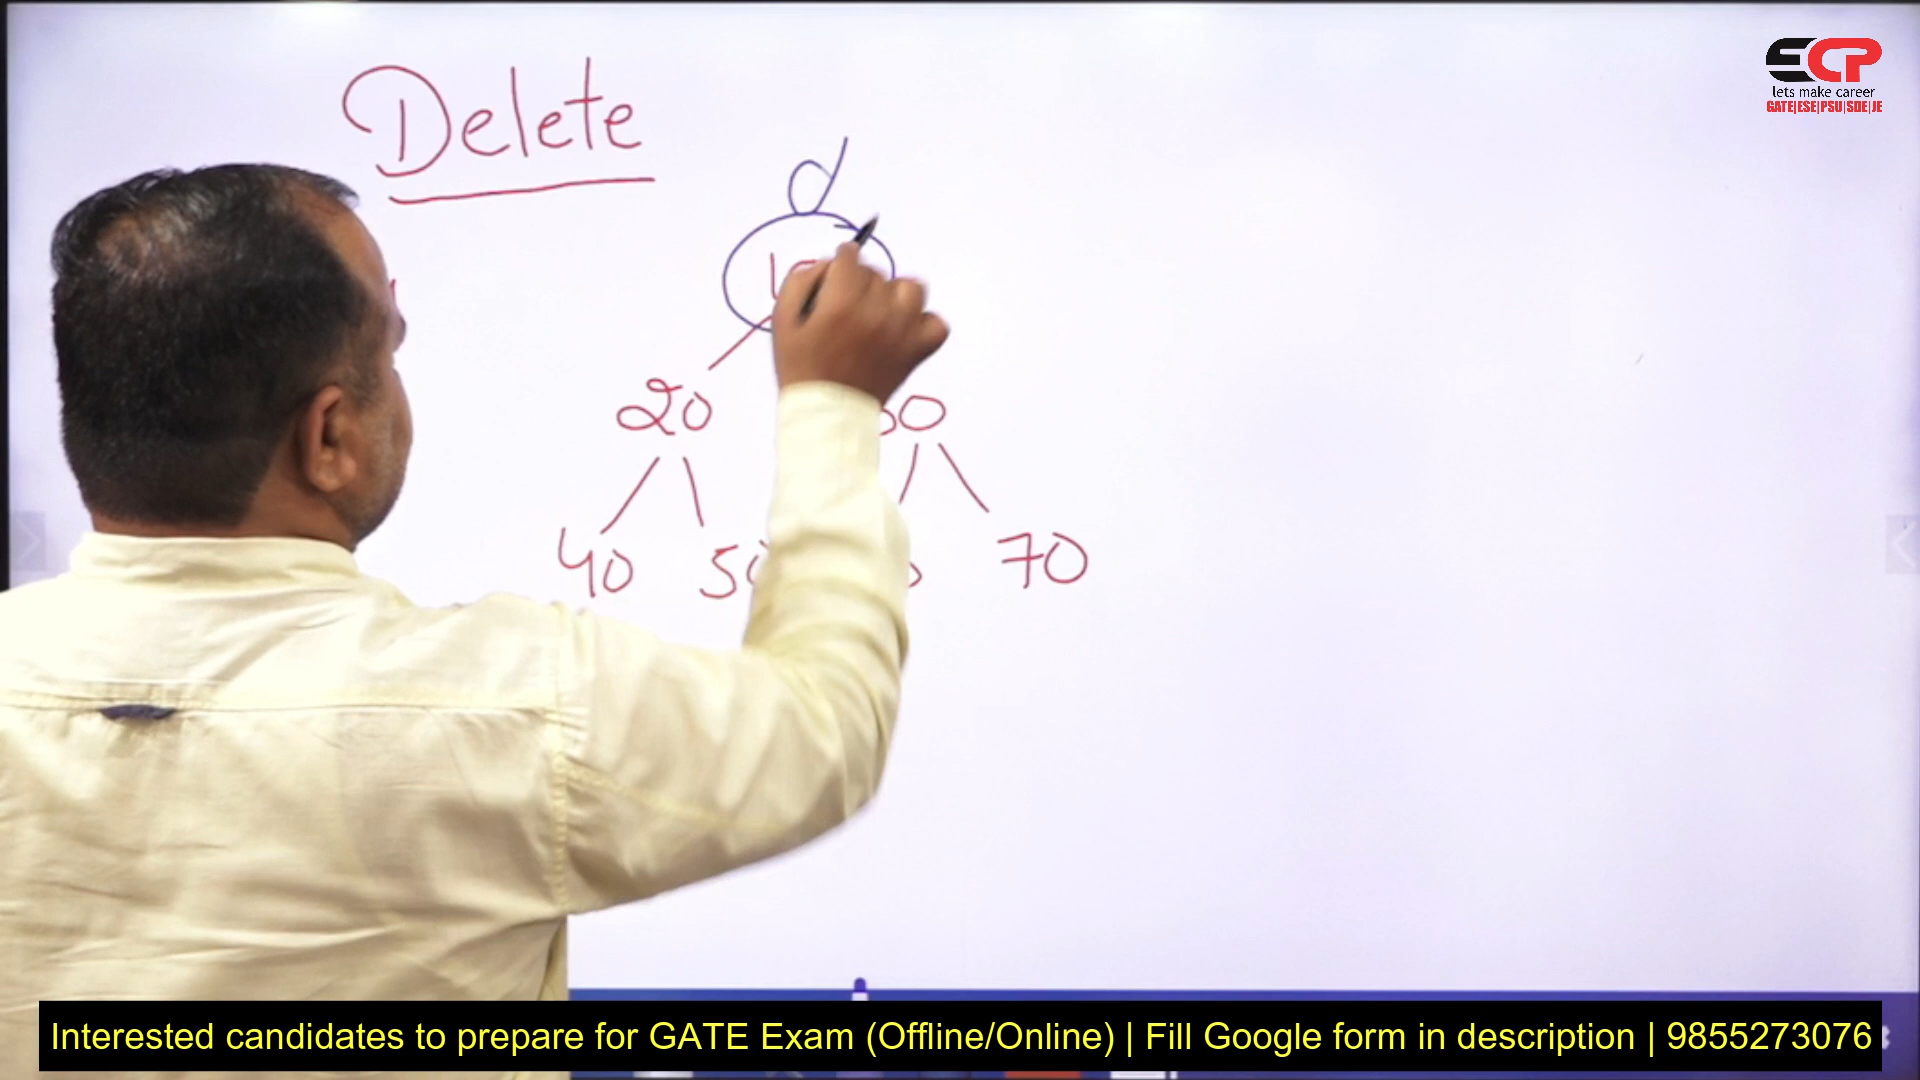 Delete
d
20
40
70
ECP
lets make career
GATE|ESE|PSU|SDE|JE
Interested candidates to prepare for GATE Exam (Offline/Online) | Fill Google form in description | 9855273076